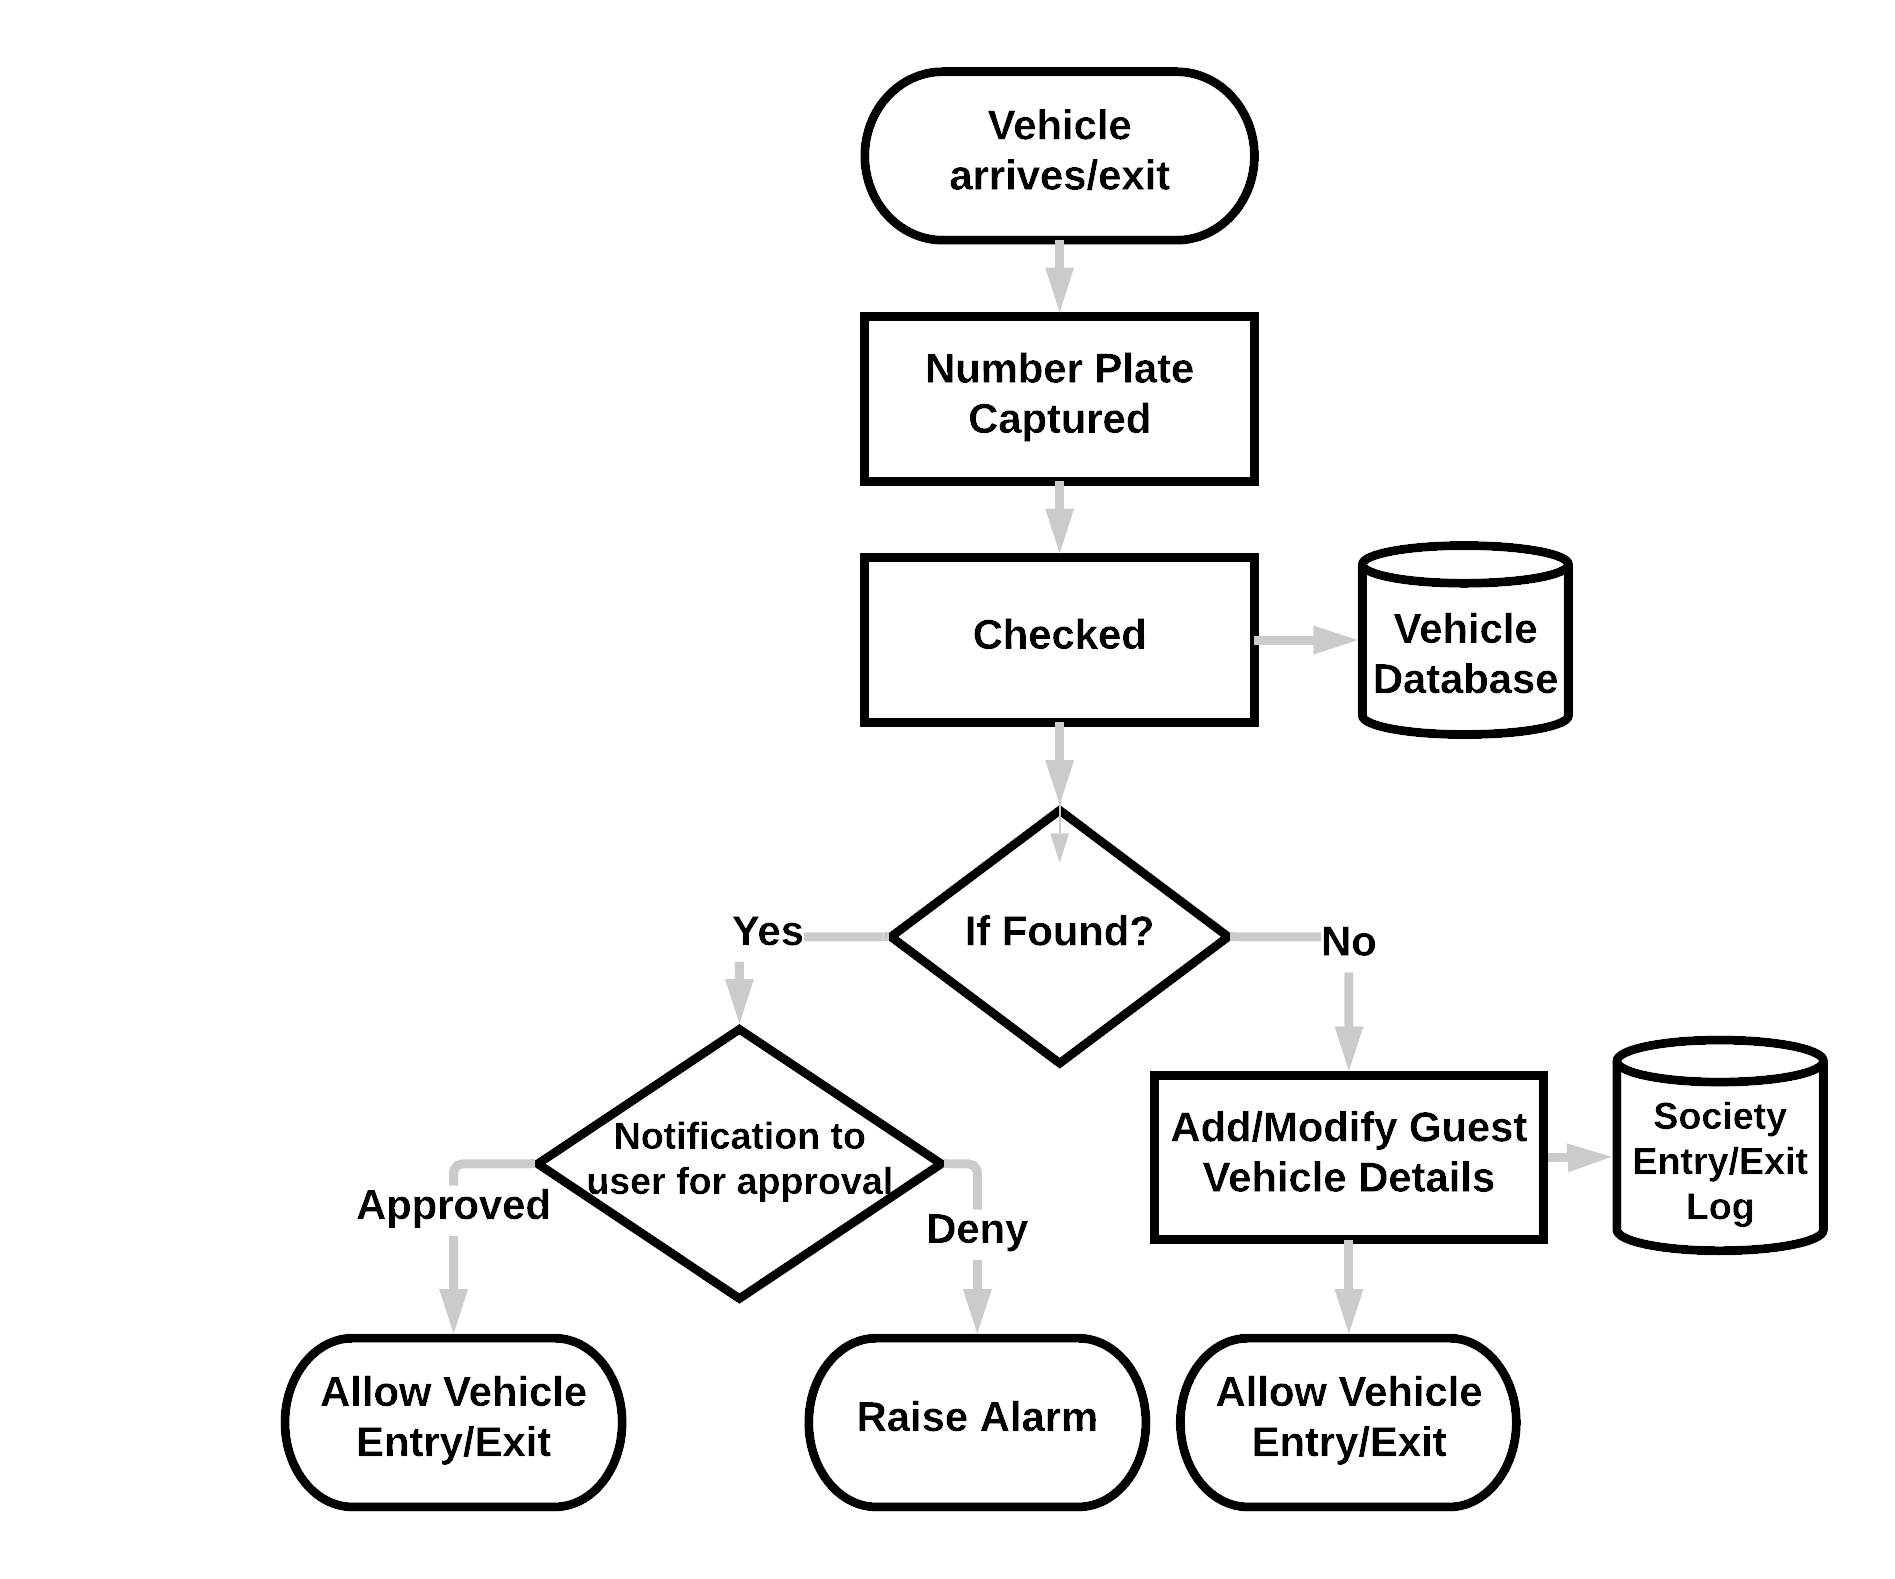 Vehicle
arrives/exit
Number Plate
Captured
Checked
Vehicle
Database
If Found?
Yes
No
Notification to
user for approval
Approved
Deny
Add/Modify Guest
Vehicle Details
Society
Entry/Exit
Log
Allow Vehicle
Entry/Exit
Raise Alarm
Allow Vehicle
Entry/Exit